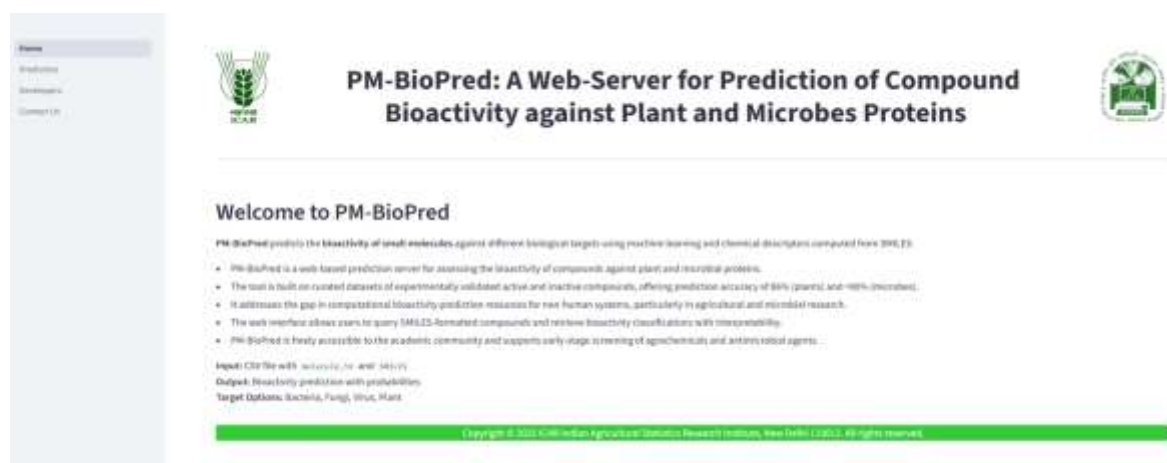 Home
Prediction
Developers
Contact Us
PM-BioPred: A Web-Server for Prediction of Compound
Bioactivity against Plant and Microbes Proteins
ICAR
Welcome to PM-BioPred
PM-BioPred predicts the bioactivity of small molecules against different biological targets using machine learning and chemical descriptors computed from SMILES.
• PM-BioPred is a web-based prediction server for assessing the bioactivity of compounds against plant and microbial proteins.
• The tool is built on curated datasets of experimentally validated active and inactive compounds, offering prediction accuracy of (plants) and (microbes).
• It addresses the gap in computational bioactivity prediction resources for non-human systems, particularly in agricultural and microbial research.
• The web interface allows users to query SMILES-formatted compounds and retrieve bioactivity classifications with interpretability.
• PM-BioPred is freely accessible to the academic community and supports early-stage screening of agrochemicals and antimicrobial agents.
Input: CSV file with and SMILES
Output: Bioactivity prediction with probabilities
Target Options: Bacteria, Fungi, Virus, Plant
Copyright © ICAR-Indian Agricultural Statistics Research Institute, New Delhi-110012. All rights reserved.